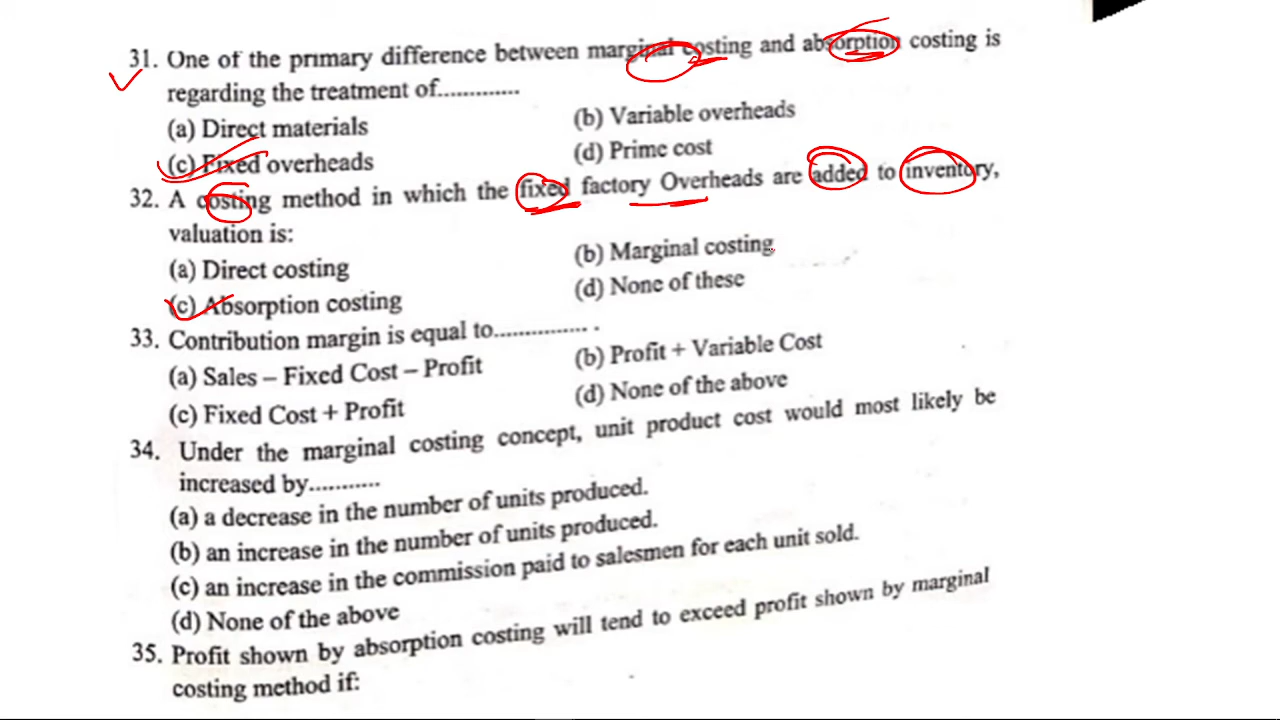 31. One of the primary difference between marginal costing and absorption costing is
regarding the treatment of.............
(a) Direct materials
(b) Variable overheads
(c) Fixed overheads
(d) Prime cost
32. A costing method in which the fixed factory Overheads are added to inventory,
valuation is:
(a) Direct costing
(b) Marginal costing
(c) Absorption costing
(d) None of these
33. Contribution margin is equal to............... .
(a) Sales – Fixed Cost – Profit
(b) Profit + Variable Cost
(c) Fixed Cost + Profit
(d) None of the above
34. Under the marginal costing concept, unit product cost would most likely be
increased by...........
(a) a decrease in the number of units produced.
(b) an increase in the number of units produced.
(c) an increase in the commission paid to salesmen for each unit sold.
(d) None of the above
35. Profit shown by absorption costing will tend to exceed profit shown by marginal
costing method if: